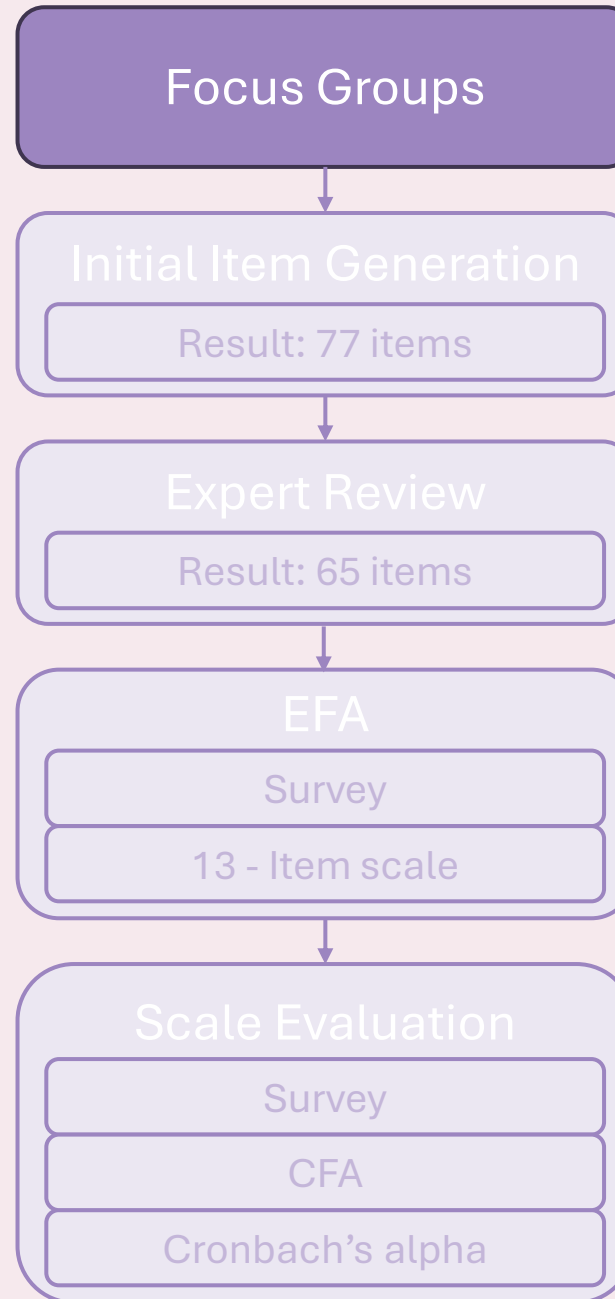 Focus Groups
Initial Item Generation
Result: 77 items
Expert Review
Result: 65 items
EFA
Survey
13 - Item scale
Scale Evaluation
Survey
CFA
Cronbach’s alpha